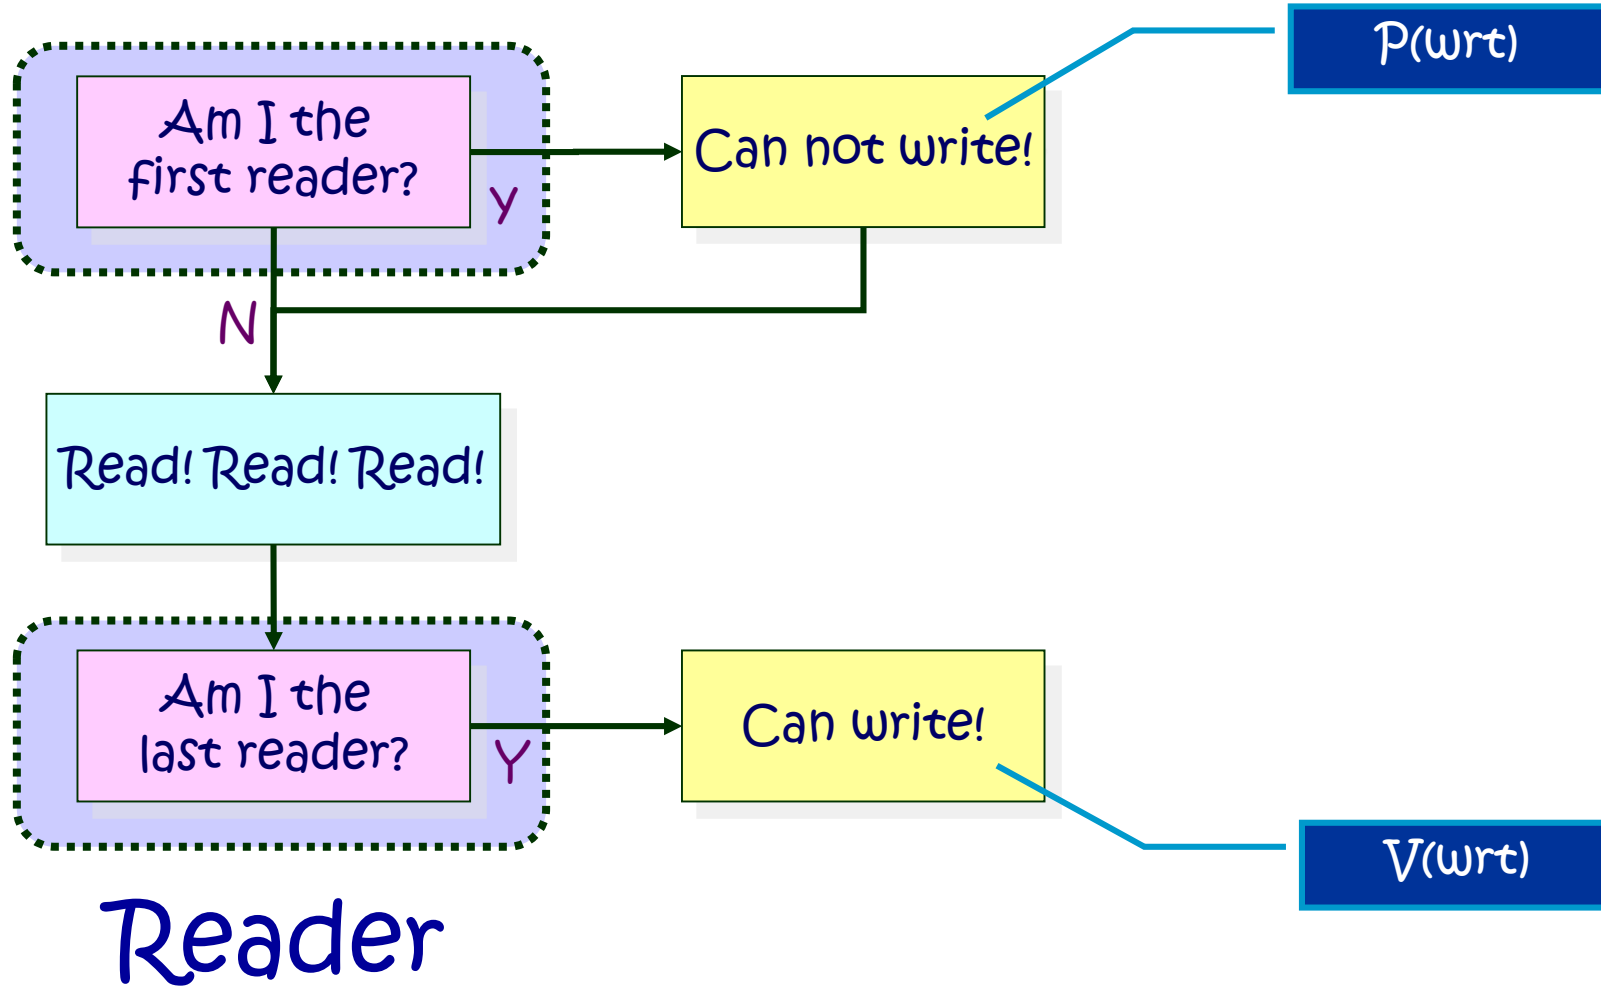 P(wrt)
Am I the
first reader?
Can not write!
y
N
Read! Read! Read!
Am I the
last reader?
Can write!
Y
V(wrt)
Reader